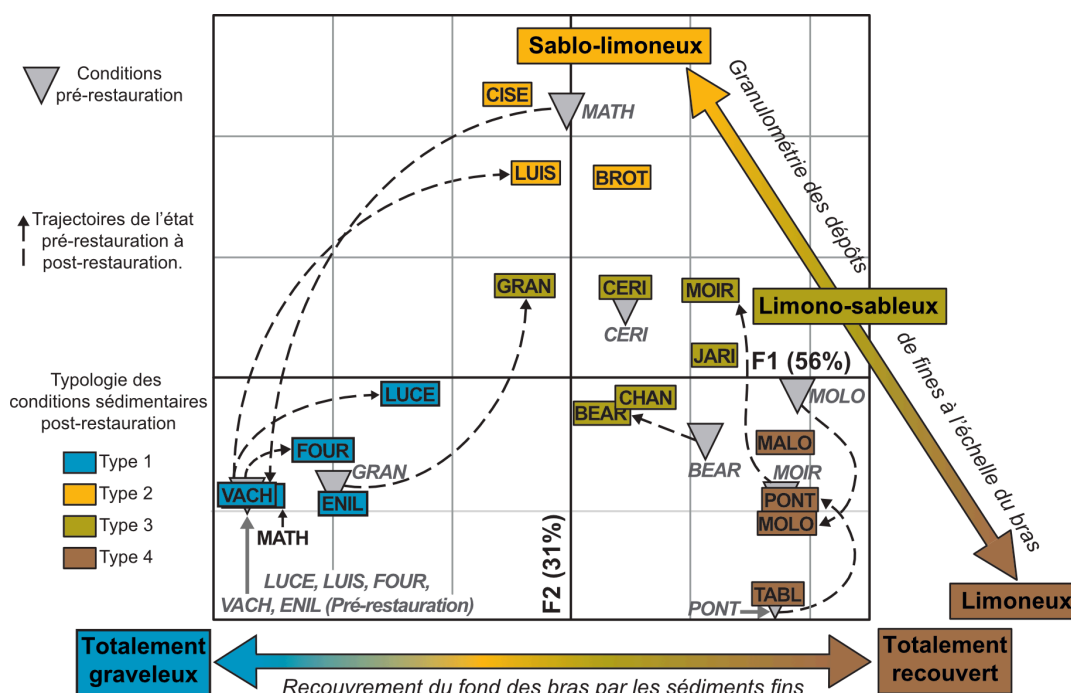 Sablo-limoneux
Conditions
pré-restauration
CISE
MATH
Granulométrie des dépôts
de fines à l'échelle du bras
LUIS
BROT
Trajectoires de l'état
pré-restauration à
post-restauration.
GRAN
CERI
MOIR
Limono-sableux
CERI
JARI
F1 (56%)
Typologie des
conditions sédimentaires
post-restauration
LUCE
CHAN
BEAR
MOLO
Type 1
Type 2
Type 3
Type 4
FOUR
GRAN
MALO
BEAR
MOIR
VACH
ENIL
PONT
MATH
MOLO
F2 (31%)
LUCE, LUIS, FOUR,
VACH, ENIL (Pré-restauration)
PONT
TABL
Limoneux
Totalement
graveleux
Totalement
recouvert
Recouvrement du fond des bras par les sédiments fins